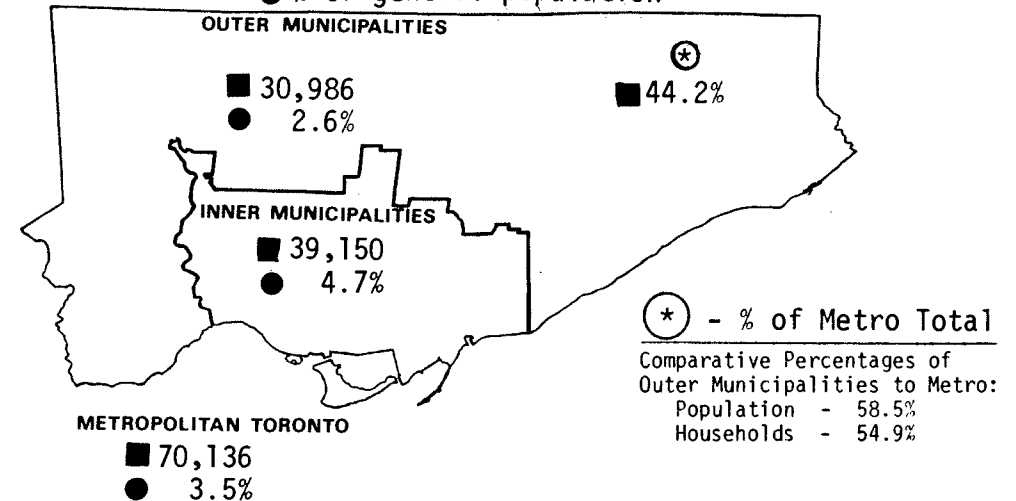 OUTER MUNICIPALITIES
30,986
2.6%
*
44.2%
INNER MUNICIPALITIES
39,150
4.7%
* - % of Metro Total
Comparative Percentages of
Outer Municipalities to Metro:
Population - 58.5%
Households - 54.9%
METROPOLITAN TORONTO
70,136
3.5%